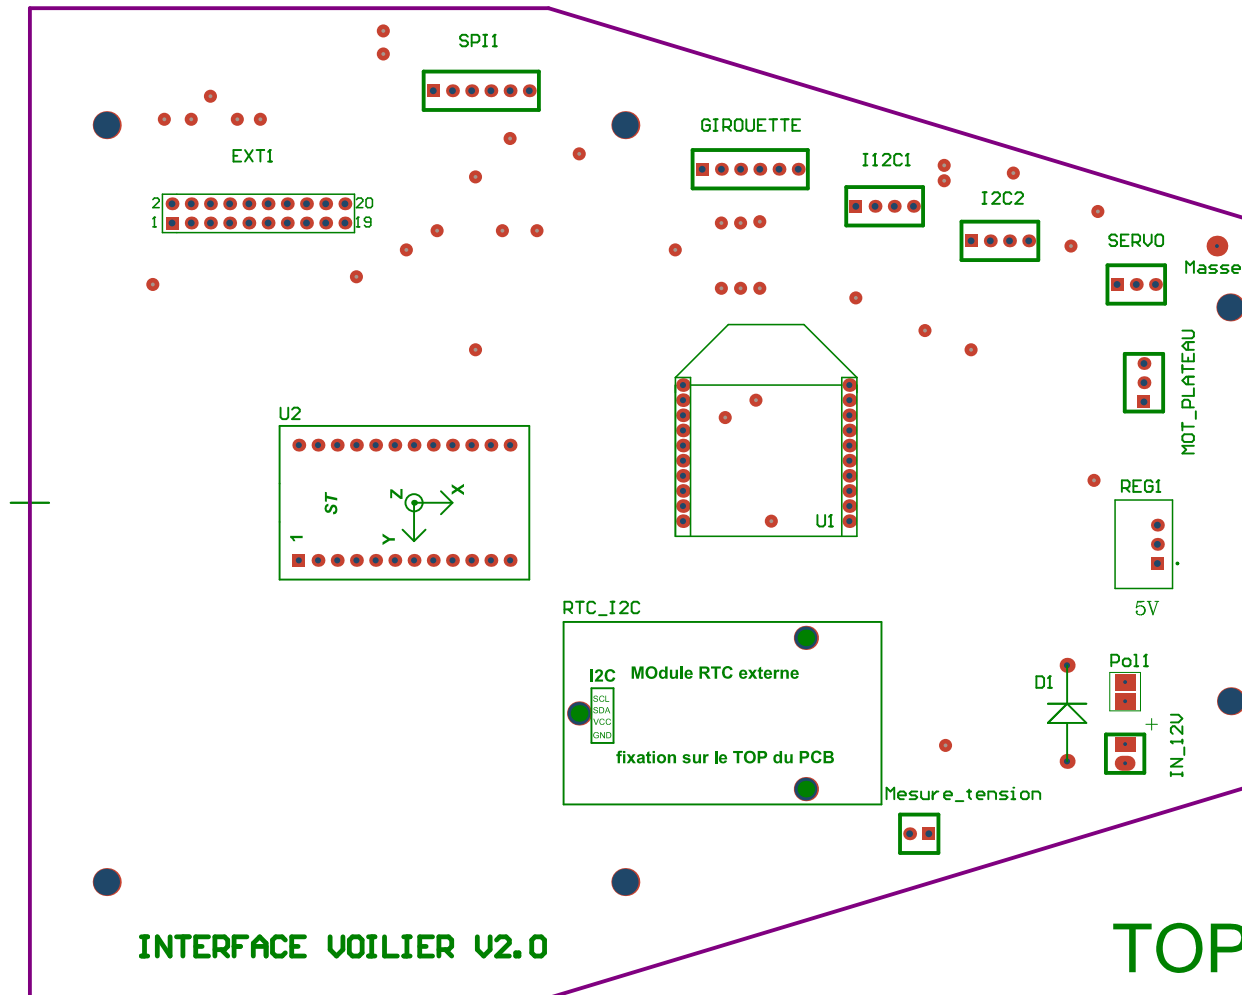 SPI1
GIROUETTE
EXT1
I12C1
I2C2
2
20
1
19
SERVO
Masse
MOT_PLATEAU
U2
ST
Z
X
Y
1
U1
REG1
5V
RTC_I2C
MOdule RTC externe
I2C
SCL
SDA
VCC
GND
fixation sur le TOP du PCB
Pol1
D1
+
IN_12V
Mesure_tension
INTERFACE VOILIER V2.0
TOP